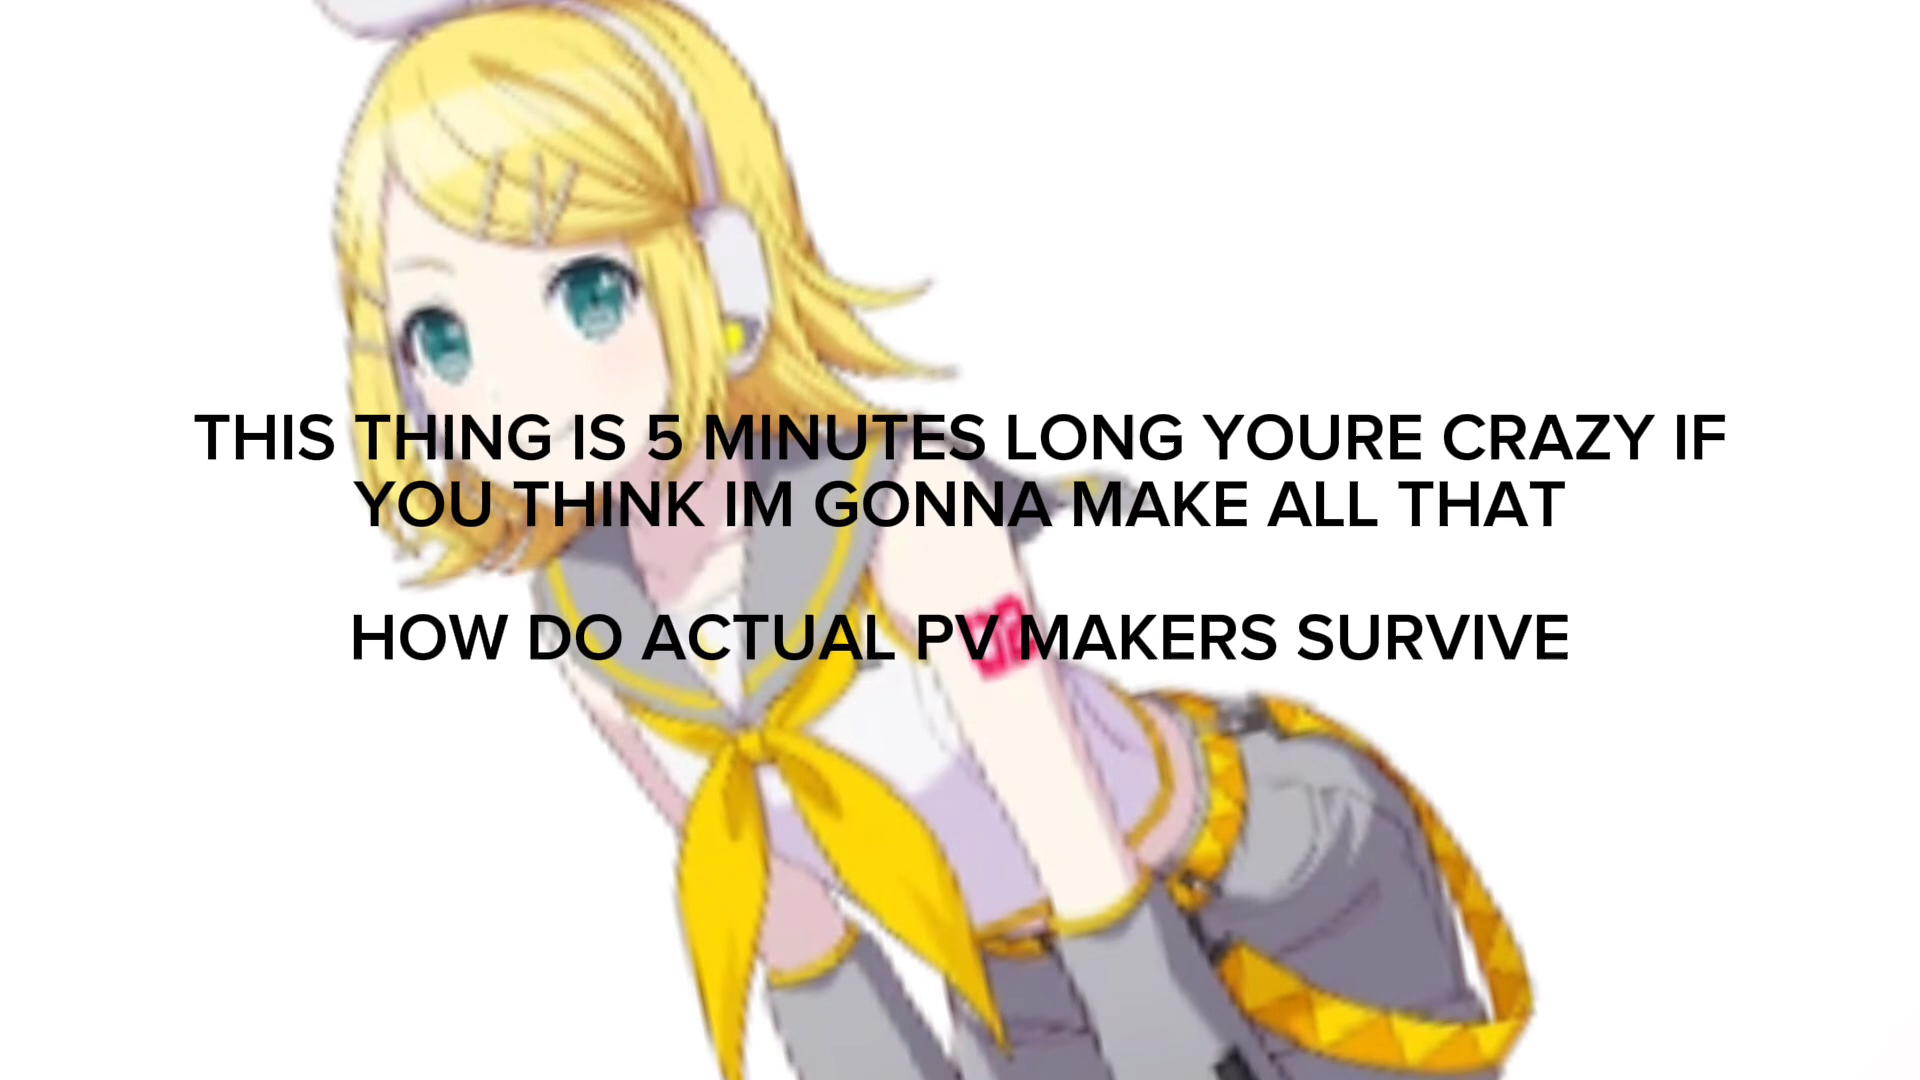 THIS THING IS 5 MINUTES LONG YOURE CRAZY IF
YOU THINK IM GONNA MAKE ALL THAT
HOW DO ACTUAL PV MAKERS SURVIVE